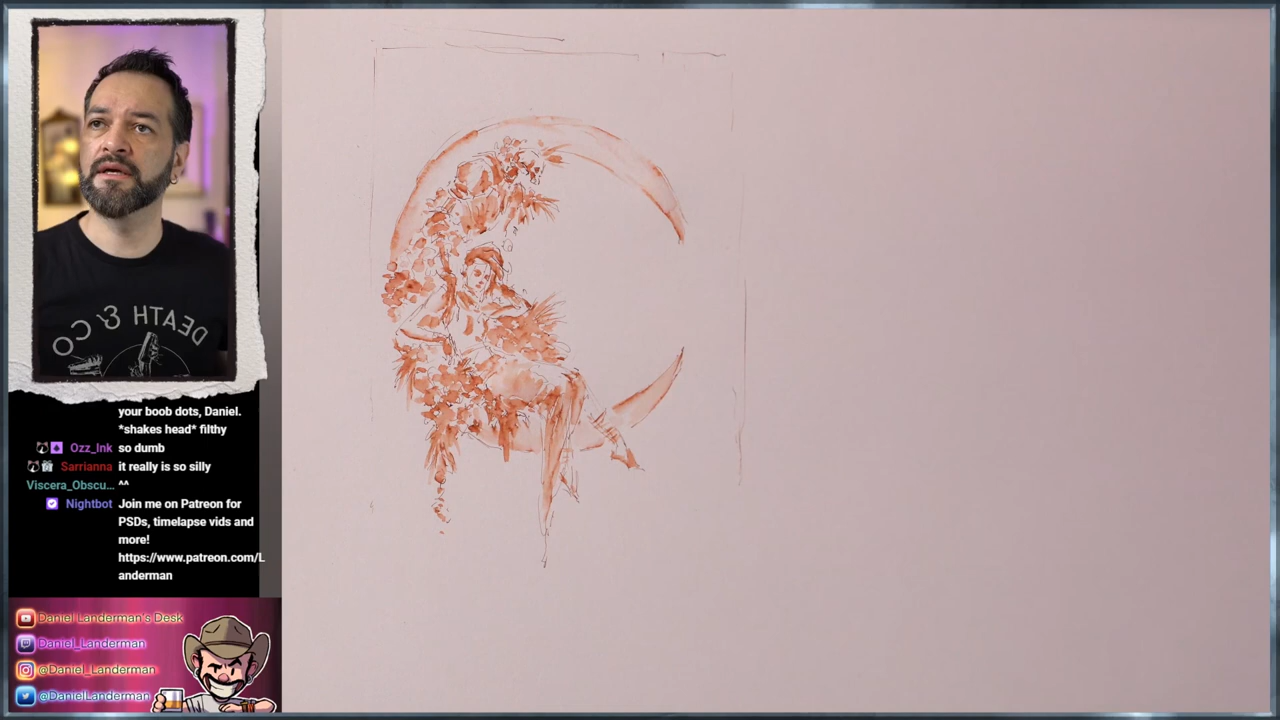 DEATH & CO
your boob dots, Daniel.
*shakes head* filthy
Ozz_Ink so dumb
Sarrianna it really is so silly
Viscera_Obscu... ^^
Nightbot Join me on Patreon for
PSDs, timelapse vids and
more!
https://www.patreon.com/L
anderman
Daniel Landerman's Desk
Daniel_Landerman
@Daniel_Landerman
@DanielLanderman